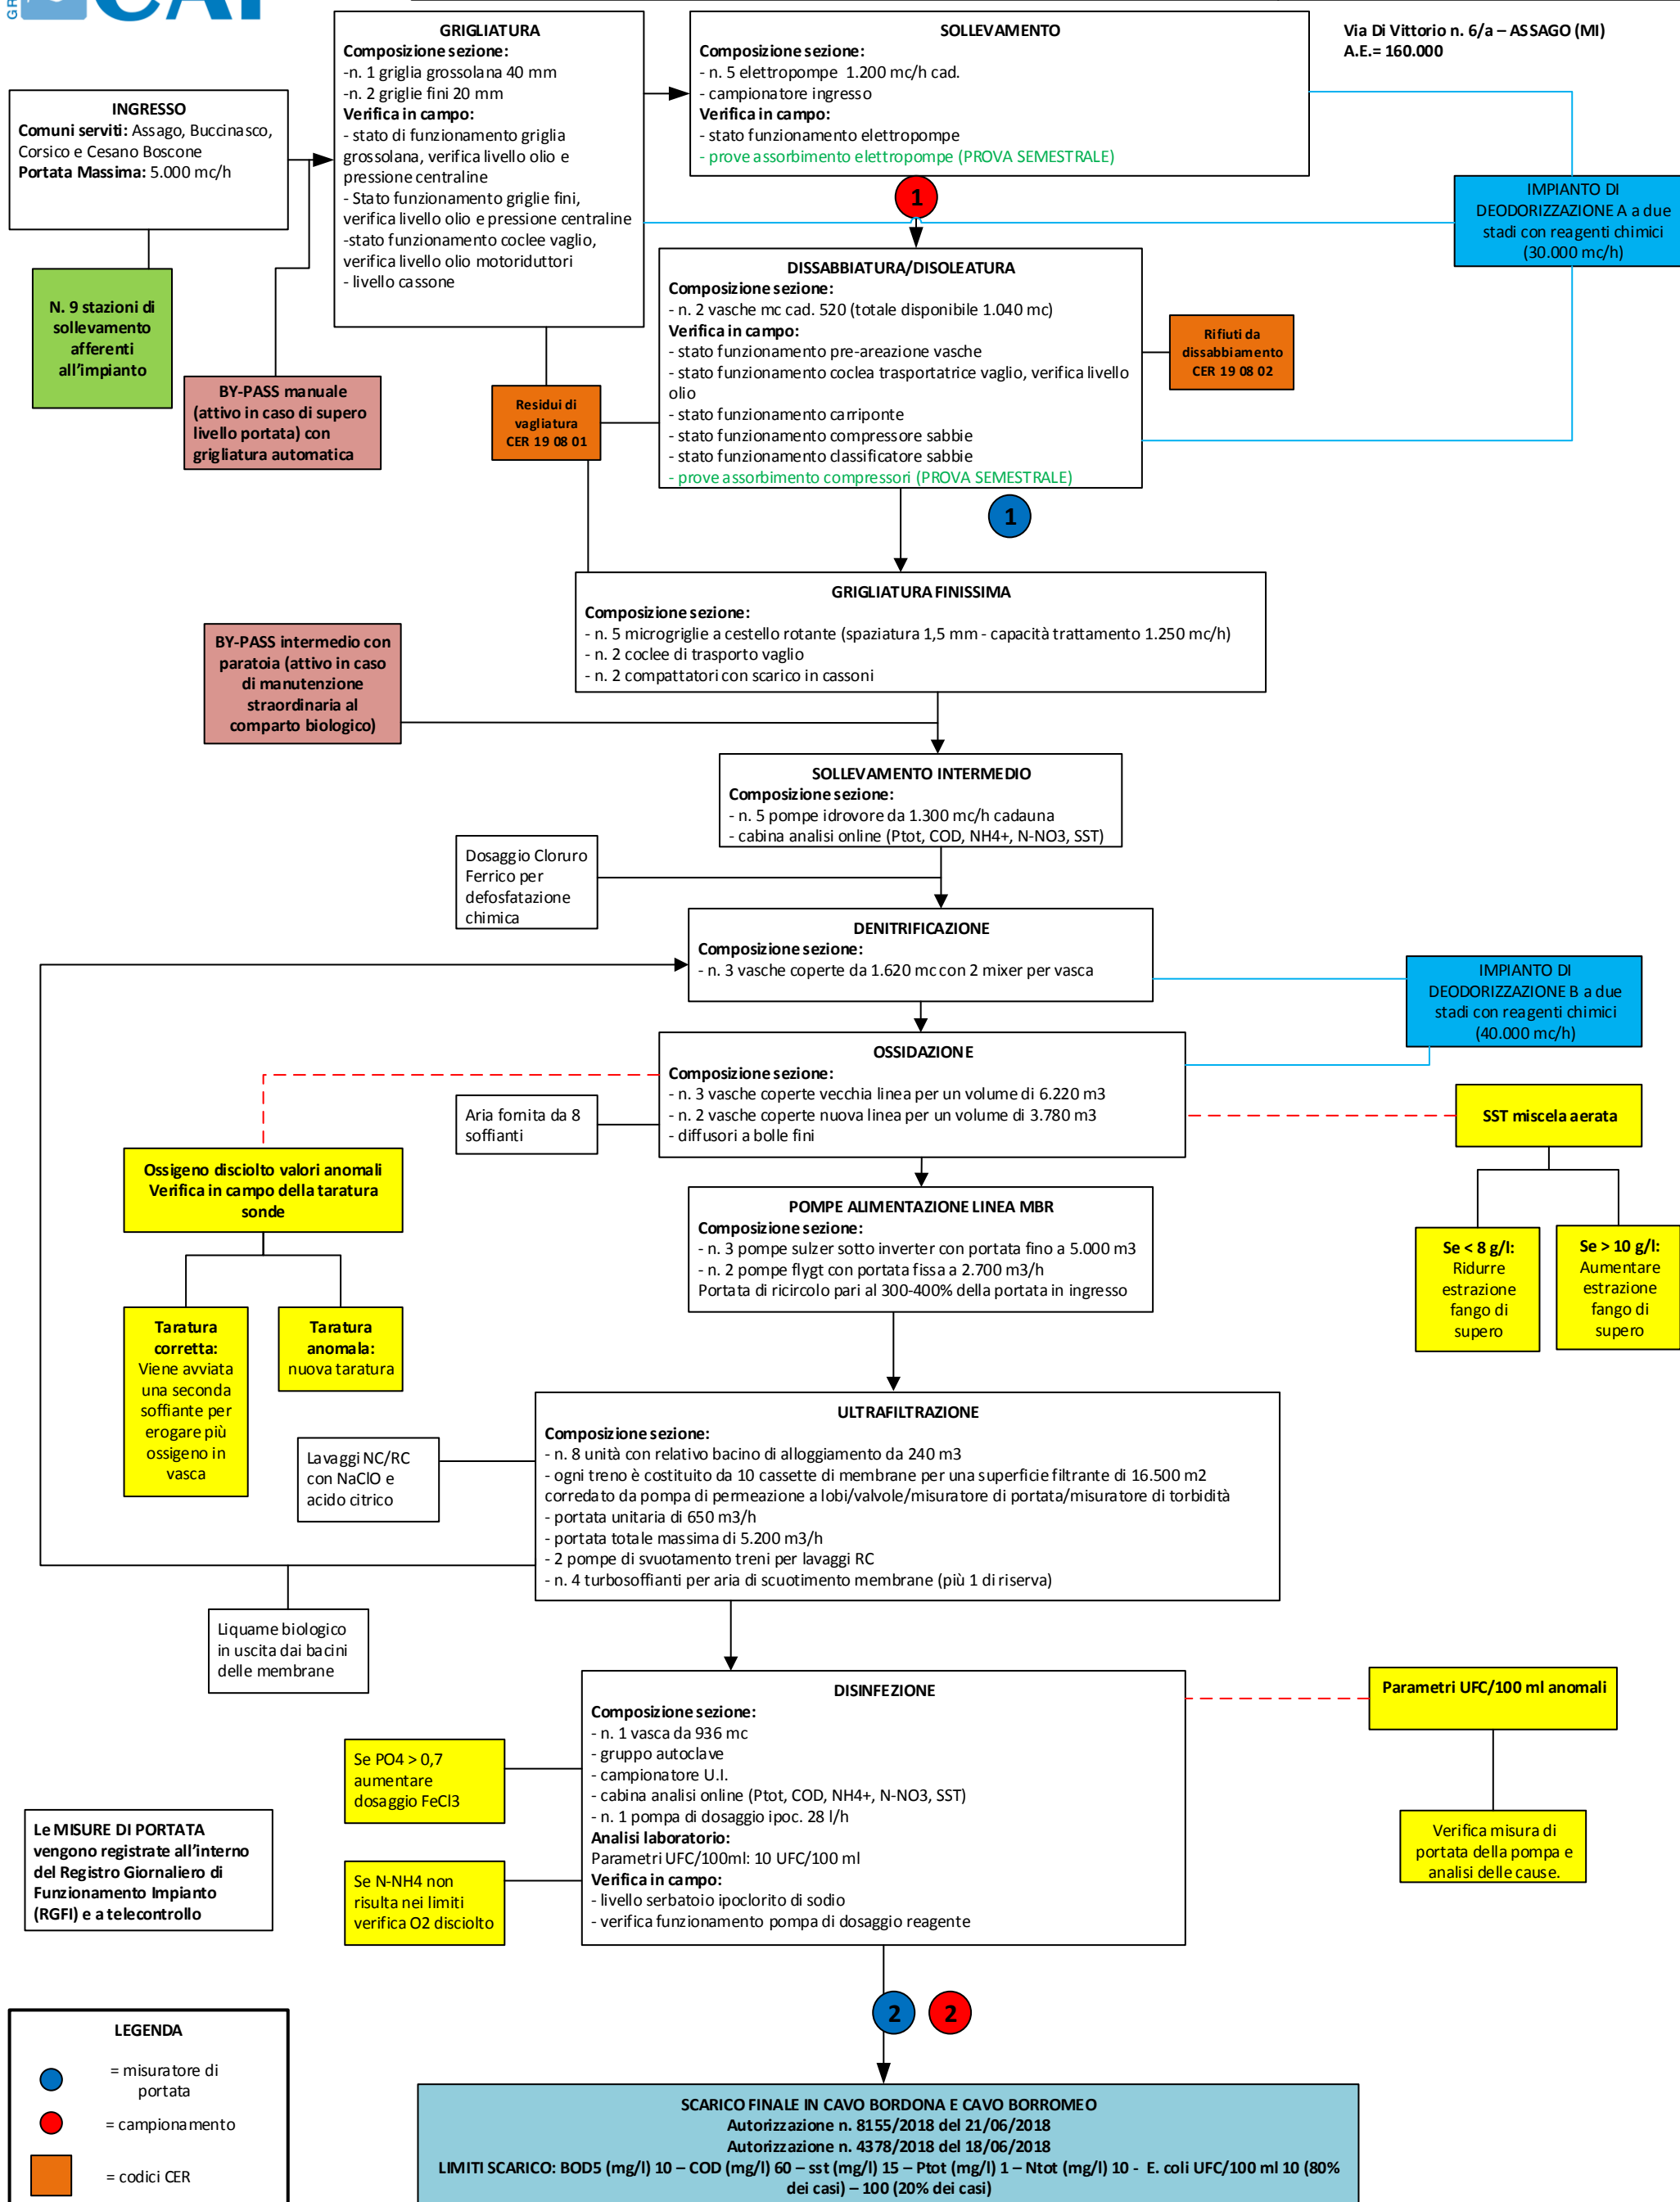 GR
CAP
Via Di Vittorio n. 6/a – ASSAGO (MI)
A.E.= 160.000
INGRESSO
Comuni serviti: Assago, Buccinasco,
Corsico e Cesano Boscone
Portata Massima: 5.000 mc/h
GRIGLIATURA
Composizione sezione:
-n. 1 griglia grossolana 40 mm
-n. 2 griglie fini 20 mm
Verifica in campo:
- stato di funzionamento griglia
grossolana, verifica livello olio e
pressione centraline
- Stato funzionamento griglie fini,
verifica livello olio e pressione centraline
-stato funzionamento coclee vaglio,
verifica livello olio motoriduttori
- livello cassone
SOLLEVAMENTO
Composizione sezione:
- n. 5 elettropompe 1.200 mc/h cad.
- campionatore ingresso
Verifica in campo:
- stato funzionamento elettropompe
- prove assorbimento elettropompe (PROVA SEMESTRALE)
1
IMPIANTO DI
DEODORIZZAZIONE A a due
stadi con reagenti chimici
(30.000 mc/h)
N. 9 stazioni di
sollevamento
afferenti
all'impianto
BY-PASS manuale
(attivo in caso di supero
livello portata) con
grigliatura automatica
Residui di
vagliatura
CER 19 08 01
DISSABBIATURA/DISOLEATURA
Composizione sezione:
- n. 2 vasche mc cad. 520 (totale disponibile 1.040 mc)
Verifica in campo:
- stato funzionamento pre-areazione vasche
- stato funzionamento coclea trasportatrice vaglio, verifica livello
olio
- stato funzionamento carriponte
- stato funzionamento compressore sabbie
- stato funzionamento classificatore sabbie
- prove assorbimento compressori (PROVA SEMESTRALE)
Rifiuti da
dissabbiamento
CER 19 08 02
1
GRIGLIATURA FINISSIMA
Composizione sezione:
- n. 5 microgriglie a cestello rotante (spaziatura 1,5 mm - capacità trattamento 1.250 mc/h)
- n. 2 coclee di trasporto vaglio
- n. 2 compattatori con scarico in cassoni
BY-PASS intermedio con
paratoia (attivo in caso
di manutenzione
straordinaria al
comparto biologico)
SOLLEVAMENTO INTERMEDIO
Composizione sezione:
- n. 5 pompe idrovore da 1.300 mc/h cadauna
- cabina analisi online (Ptot, COD, NH4+, N-NO3, SST)
Dosaggio Cloruro
Ferrico per
defosfatazione
chimica
DENITRIFICAZIONE
Composizione sezione:
- n. 3 vasche coperte da 1.620 mc con 2 mixer per vasca
IMPIANTO DI
DEODORIZZAZIONE B a due
stadi con reagenti chimici
(40.000 mc/h)
OSSIDAZIONE
Composizione sezione:
- n. 3 vasche coperte vecchia linea per un volume di 6.220 m3
- n. 2 vasche coperte nuova linea per un volume di 3.780 m3
- diffusori a bolle fini
Aria fornita da 8
soffianti
SST miscela aerata
Se < 8 g/l:
Ridurre
estrazione
fango di
supero
Se > 10 g/l:
Aumentare
estrazione
fango di
supero
Ossigeno disciolto valori anomali
Verifica in campo della taratura
sonde
Taratura
corretta:
Viene avviata
una seconda
soffiante per
erogare più
ossigeno in
vasca
Taratura
anomala:
nuova taratura
POMPE ALIMENTAZIONE LINEA MBR
Composizione sezione:
- n. 3 pompe sulzer sotto inverter con portata fino a 5.000 m3
- n. 2 pompe flygt con portata fissa a 2.700 m3/h
Portata di ricircolo pari al 300-400% della portata in ingresso
ULTRAFILTRAZIONE
Composizione sezione:
- n. 8 unità con relativo bacino di alloggiamento da 240 m3
- ogni treno è costituito da 10 cassette di membrane per una superficie filtrante di 16.500 m2
corredato da pompa di permeazione a lobi/valvole/misuratore di portata/misuratore di torbidità
- portata unitaria di 650 m3/h
- portata totale massima di 5.200 m3/h
- 2 pompe di svuotamento treni per lavaggi RC
- n. 4 turbosoffianti per aria di scuotimento membrane (più 1 di riserva)
Lavaggi NC/RC
con NaClO e
acido citrico
Liquame biologico
in uscita dai bacini
delle membrane
DISINFEZIONE
Composizione sezione:
- n. 1 vasca da 936 mc
- gruppo autoclave
- campionatore U.I.
- cabina analisi online (Ptot, COD, NH4+, N-NO3, SST)
- n. 1 pompa di dosaggio ipoc. 28 l/h
Analisi laboratorio:
Parametri UFC/100ml: 10 UFC/100 ml
Verifica in campo:
- livello serbatoio ipoclorito di sodio
- verifica funzionamento pompa di dosaggio reagente
Parametri UFC/100 ml anomali
Verifica misura di
portata della pompa e
analisi delle cause.
Se PO4 > 0,7
aumentare
dosaggio FeCl3
Se N-NH4 non
risulta nei limiti
verifica O2 disciolto
Le MISURE DI PORTATA
vengono registrate all'interno
del Registro Giornaliero di
Funzionamento Impianto
(RGFI) e a telecontrollo
2
2
LEGENDA
= misuratore di
portata
= campionamento
= codici CER
SCARICO FINALE IN CAVO BORDONA E CAVO BORROMEO
Autorizzazione n. 8155/2018 del 21/06/2018
Autorizzazione n. 4378/2018 del 18/06/2018
LIMITI SCARICO: BOD5 (mg/l) 10 – COD (mg/l) 60 – sst (mg/l) 15 – Ptot (mg/l) 1 – Ntot (mg/l) 10 - E. coli UFC/100 ml 10 (80%
dei casi) – 100 (20% dei casi)